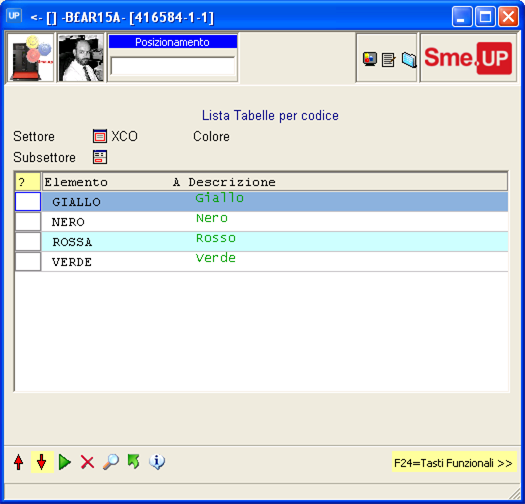 UP <- [] -B£AR15A- [416584-1-1]
Posizionamento
Sme.UP
Lista Tabelle per codice
Settore XCO Colore
Subsettore
? Elemento A Descrizione
GIALLO Giallo
NERO Nero
ROSSA Rosso
VERDE Verde
F24=Tasti Funzionali >>